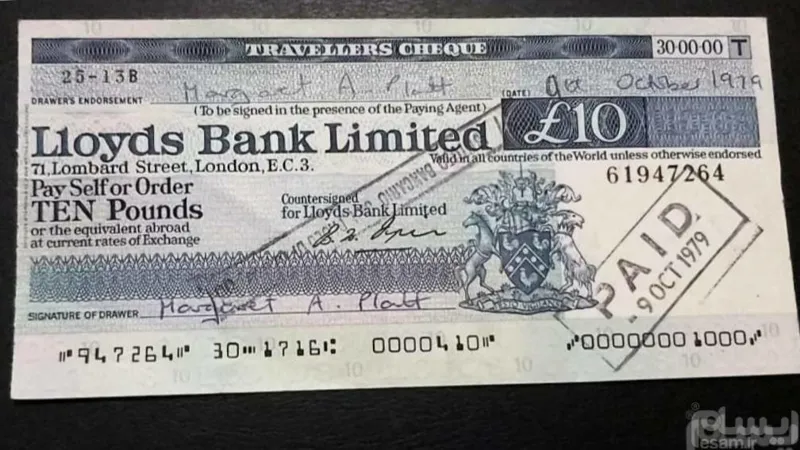 TRAVELLERS CHEQUE
30·00·00 T
25-13B
Margaret A. Platt
9th October 1979
DRAWER'S ENDORSEMENT
(DATE)
(To be signed in the presence of the Paying Agent)
Lloyds Bank Limited
£10
71, Lombard Street, London, E.C.3.
Valid in all countries of the World unless otherwise endorsed
61947264
Pay Self or Order
TEN Pounds
or the equivalent abroad
at current rates of Exchange
Countersigned
for Lloyds Bank Limited
PAID
-9 OCT 1979
SIGNATURE OF DRAWER
Margaret A. Platt
⑈947264⑈ 30⑉1716⑆ 0000410⑈ ⑇0000001000⑇
ایسام
esam.ir